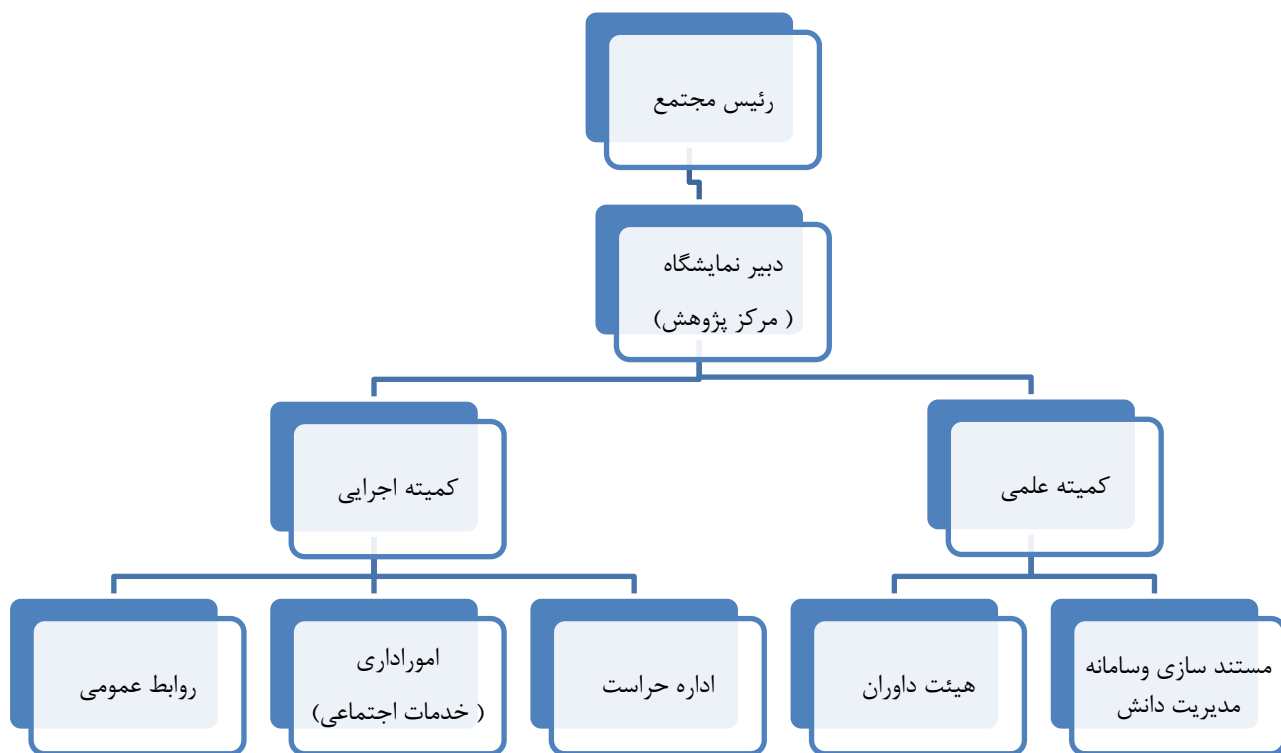 رئیس مجتمع
دبیر نمایشگاه
( مرکز پژوهش)
کمیته علمی
کمیته اجرایی
مستند سازی وسامانه
مدیریت دانش
هیئت داوران
اداره حراست
اموراداری
( خدمات اجتماعی)
روابط عمومی